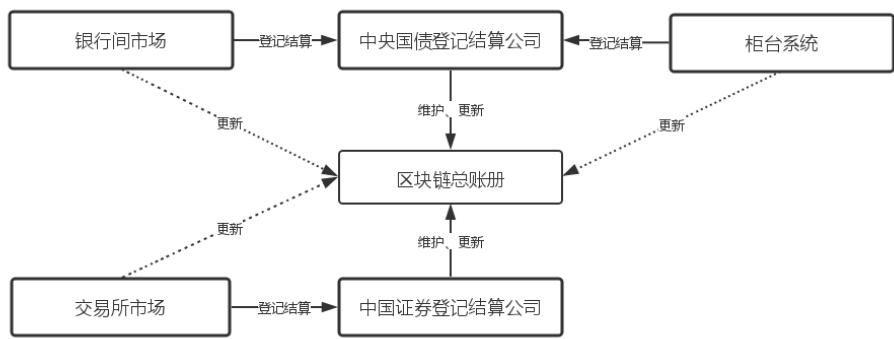 银行间市场
登记结算
中央国债登记结算公司
登记结算
柜台系统
更新
维护、更新
更新
区块链总账册
更新
维护、更新
交易所市场
登记结算
中国证券登记结算公司